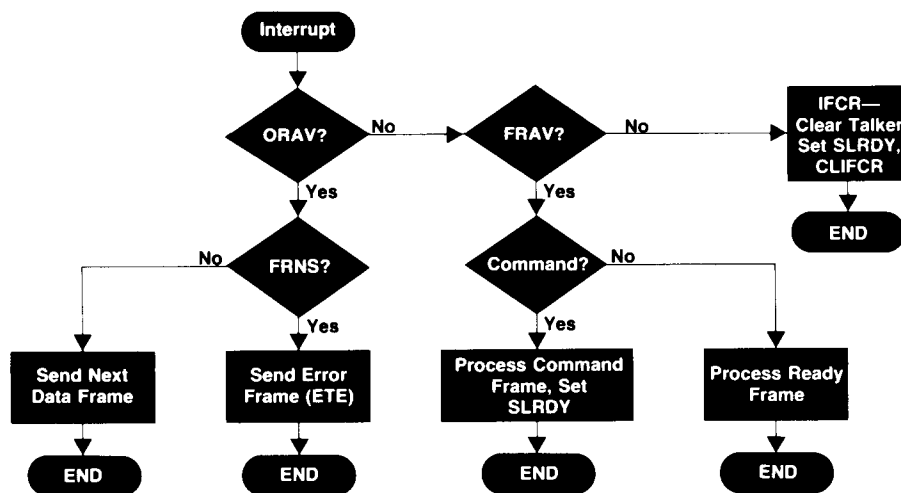 Interrupt
ORAV?
No
FRAV?
No
IFCR—
Clear Talker
Set SLRDY,
CLIFCR
Yes
Yes
END
No
FRNS?
Command?
No
Yes
Yes
Send Next
Data Frame
Send Error
Frame (ETE)
Process Command
Frame, Set
SLRDY
Process Ready
Frame
END
END
END
END